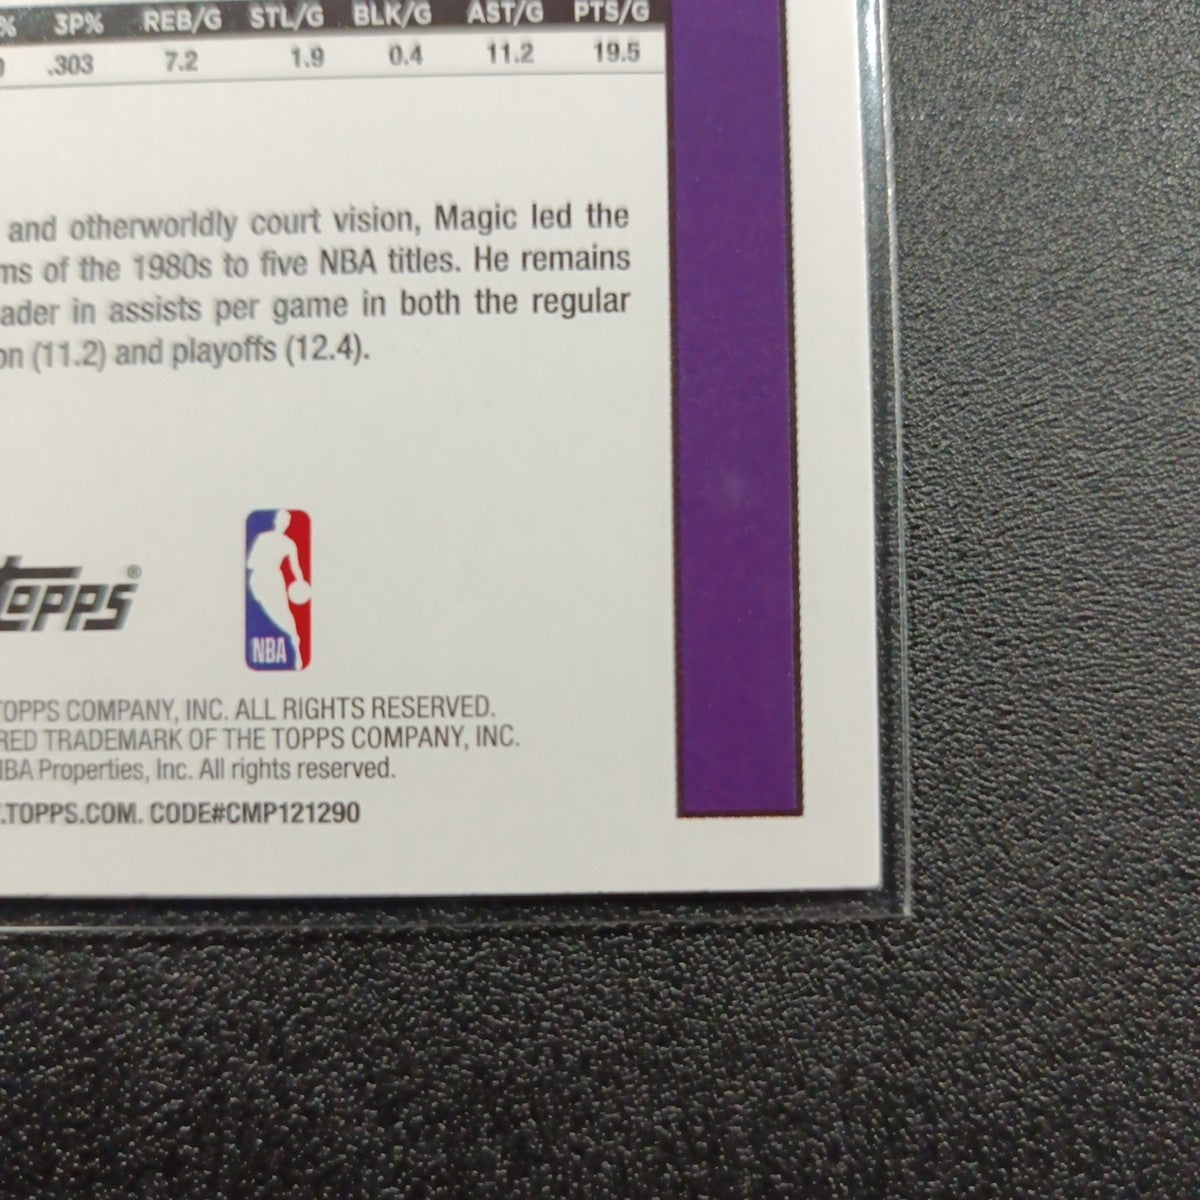 % 3P% REB/G STL/G BLK/G AST/G PTS/G
.303 7.2 1.9 0.4 11.2 19.5
and otherworldly court vision, Magic led the
ms of the 1980s to five NBA titles. He remains
ader in assists per game in both the regular
on (11.2) and playoffs (12.4).
TOPPS®
NBA
TOPPS COMPANY, INC. ALL RIGHTS RESERVED.
RED TRADEMARK OF THE TOPPS COMPANY, INC.
NBA Properties, Inc. All rights reserved.
.TOPPS.COM. CODE#CMP121290